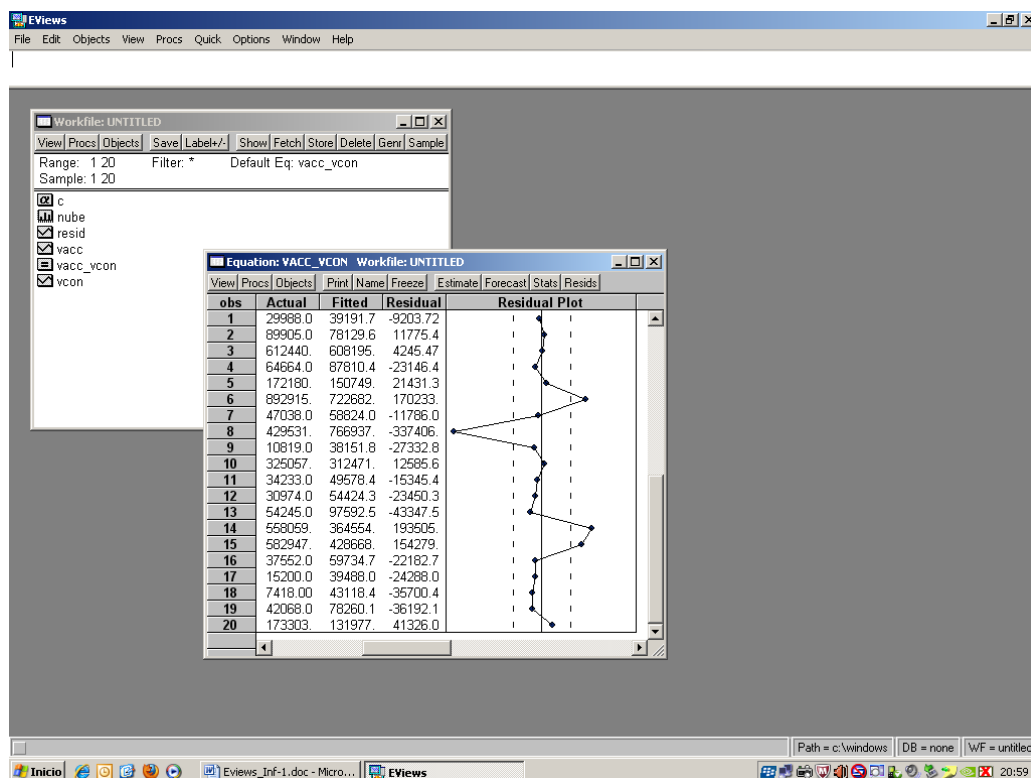 EViews
File Edit Objects View Procs Quick Options Window Help
Workfile: UNTITLED
View Procs Objects Save Label+/- Show Fetch Store Delete Genr Sample
Range: 1 20 Filter: * Default Eq: vacc_vcon
Sample: 1 20
c
nube
resid
vacc
vacc_vcon
vcon
Equation: VACC_VCON Workfile: UNTITLED
View Procs Objects Print Name Freeze Estimate Forecast Stats Resids
obs Actual Fitted Residual Residual Plot
1 29988.0 39191.7 -9203.72
2 89905.0 78129.6 11775.4
3 612440. 608195. 4245.47
4 64664.0 87810.4 -23146.4
5 172180. 150749. 21431.3
6 892915. 722682. 170233.
7 47038.0 58824.0 -11786.0
8 429531. 766937. -337406.
9 10819.0 38151.8 -27332.8
10 325057. 312471. 12585.6
11 34233.0 49578.4 -15345.4
12 30974.0 54424.3 -23450.3
13 54245.0 97592.5 -43347.5
14 558059. 364554. 193505.
15 582947. 428668. 154279.
16 37552.0 59734.7 -22182.7
17 15200.0 39488.0 -24288.0
18 7418.00 43118.4 -35700.4
19 42068.0 78260.1 -36192.1
20 173303. 131977. 41326.0
Path = c:\windows DB = none WF = untitled
Inicio Eviews_Inf-1.doc - Micro... EViews 20:59